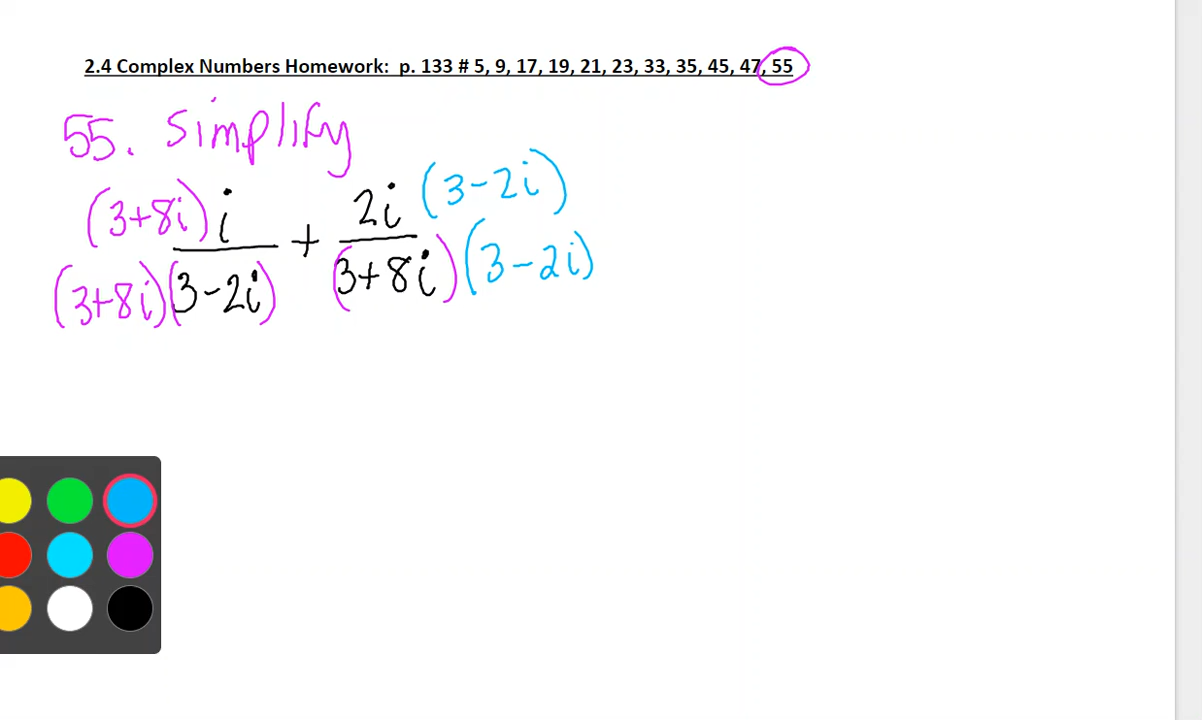 2.4 Complex Numbers Homework: p. 133 # 5, 9, 17, 19, 21, 23, 33, 35, 45, 47, 55
55. Simplify
(3+8i) i + 2i (3-2i)
(3+8i)(3-2i) (3+8i)(3-2i)